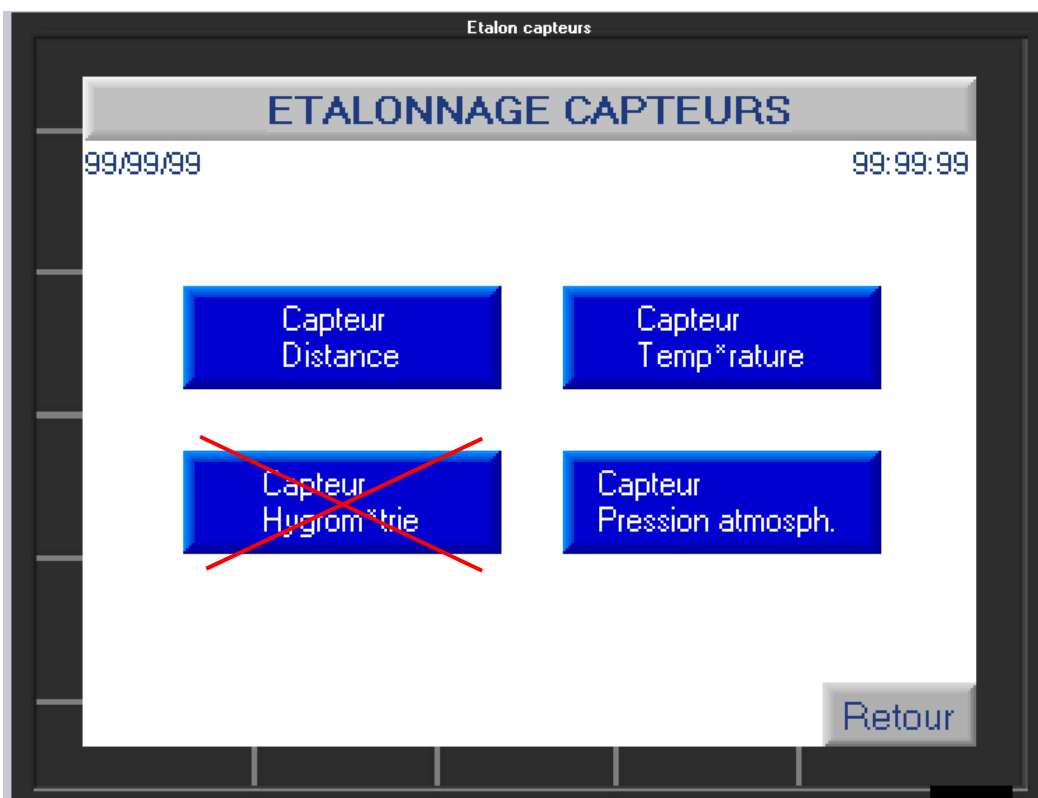 Etalon capteurs
ETALONNAGE CAPTEURS
99/99/99
99:99:99
Capteur
Distance
Capteur
Temp*rature
Capteur
Hygrom*trie
Capteur
Pression atmosph.
Retour